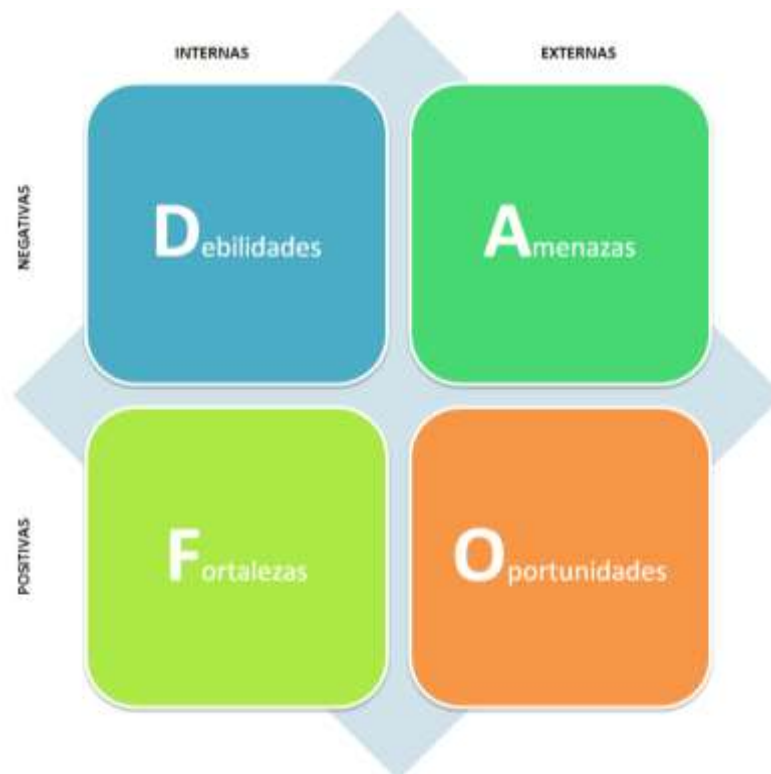 INTERNAS
EXTERNAS
NEGATIVAS
Debilidades
Amenazas
POSITIVAS
Fortalezas
Oportunidades